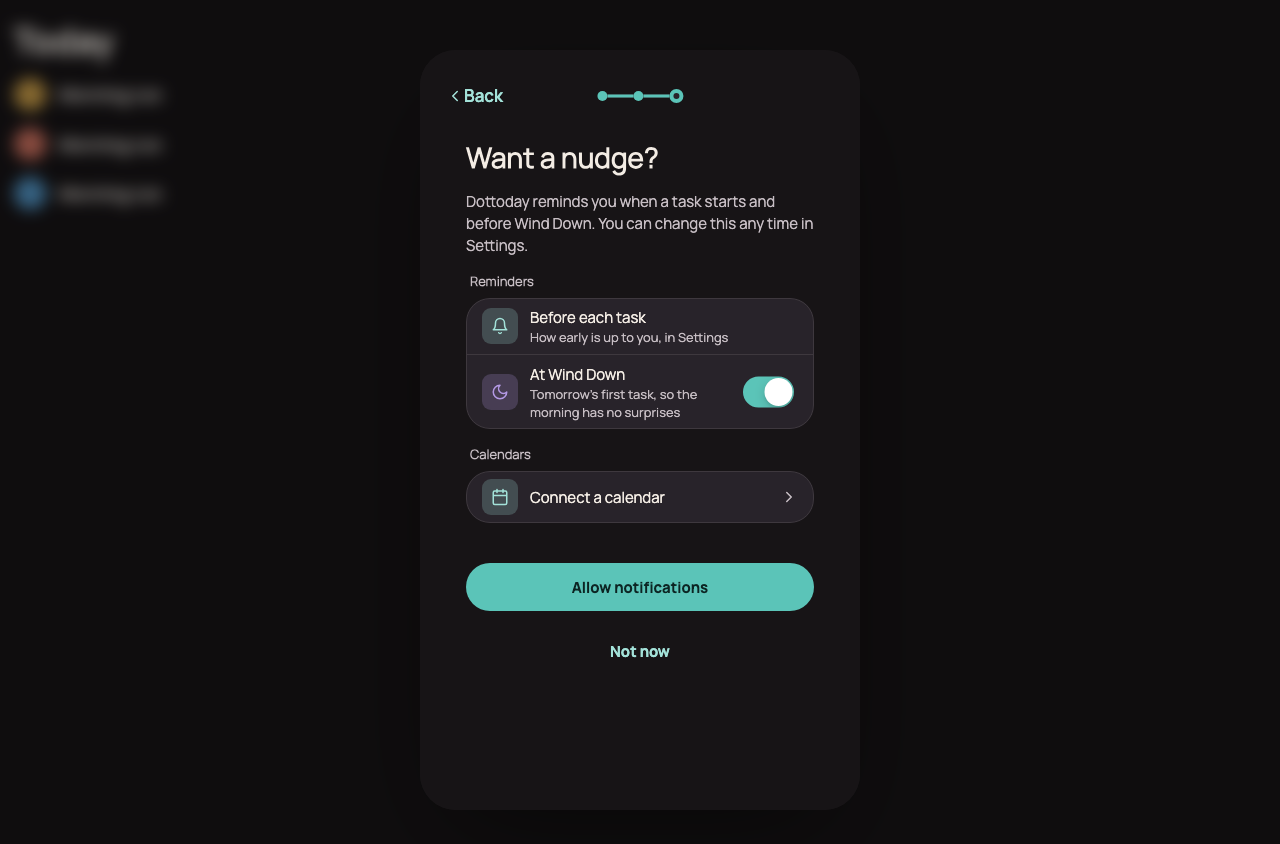 Today
Back
Want a nudge?
Dottoday reminds you when a task starts and
before Wind Down. You can change this any time in
Settings.
Reminders
Before each task
How early is up to you, in Settings
At Wind Down
Tomorrow's first task, so the
morning has no surprises
Calendars
Connect a calendar
Allow notifications
Not now